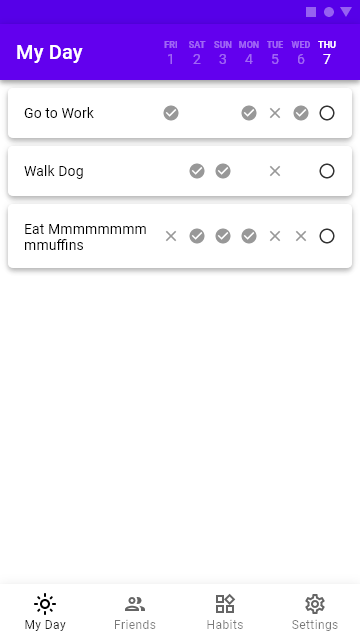 My Day
FRI SAT SUN MON TUE WED THU
1 2 3 4 5 6 7
Go to Work
Walk Dog
Eat Mmmmmmmm
mmuffins
My Day Friends Habits Settings